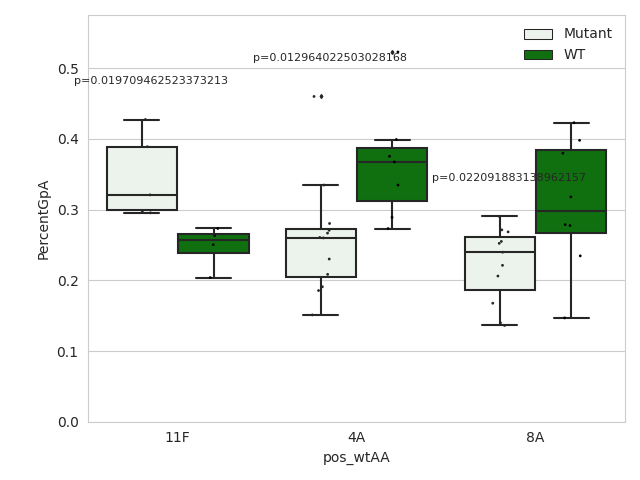 Mutant
WT
p=0.012964022503028168
p=0.019709462523373213
p=0.022091883138962157
0.5
0.4
0.3
0.2
0.1
0.0
PercentGpA
11F
4A
8A
pos_wtAA